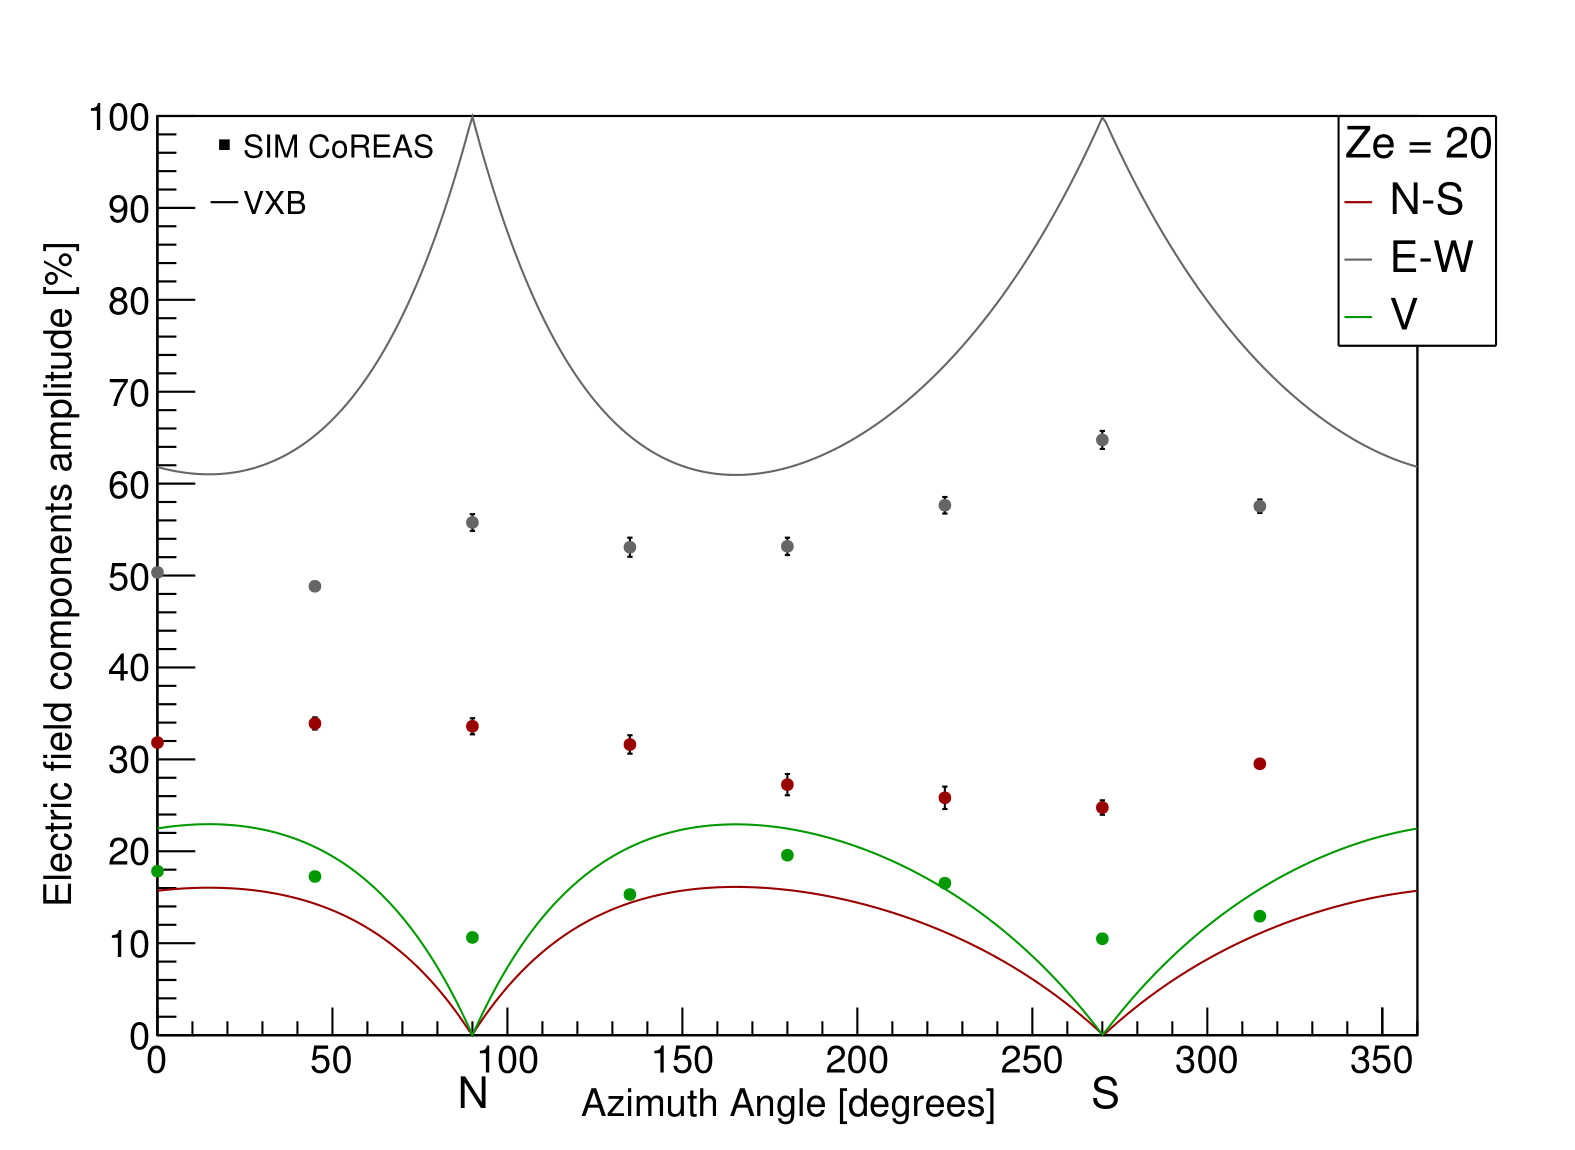 100
90
80
70
60
50
40
30
20
10
0
Electric field components amplitude [%]
SIM CoREAS
VXB
Ze = 20
N-S
E-W
V
0 50 100 150 200 250 300 350
N S
Azimuth Angle [degrees]